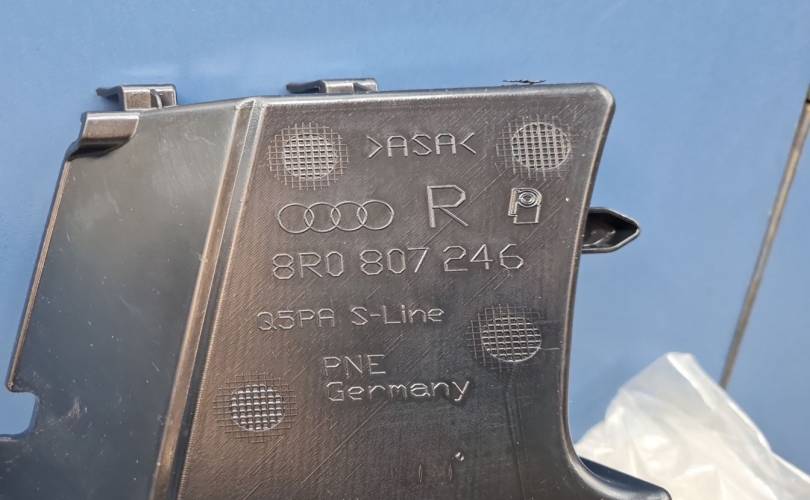 >ASA<
R
8R0 807 246
Q5PA S-Line
PNE
Germany